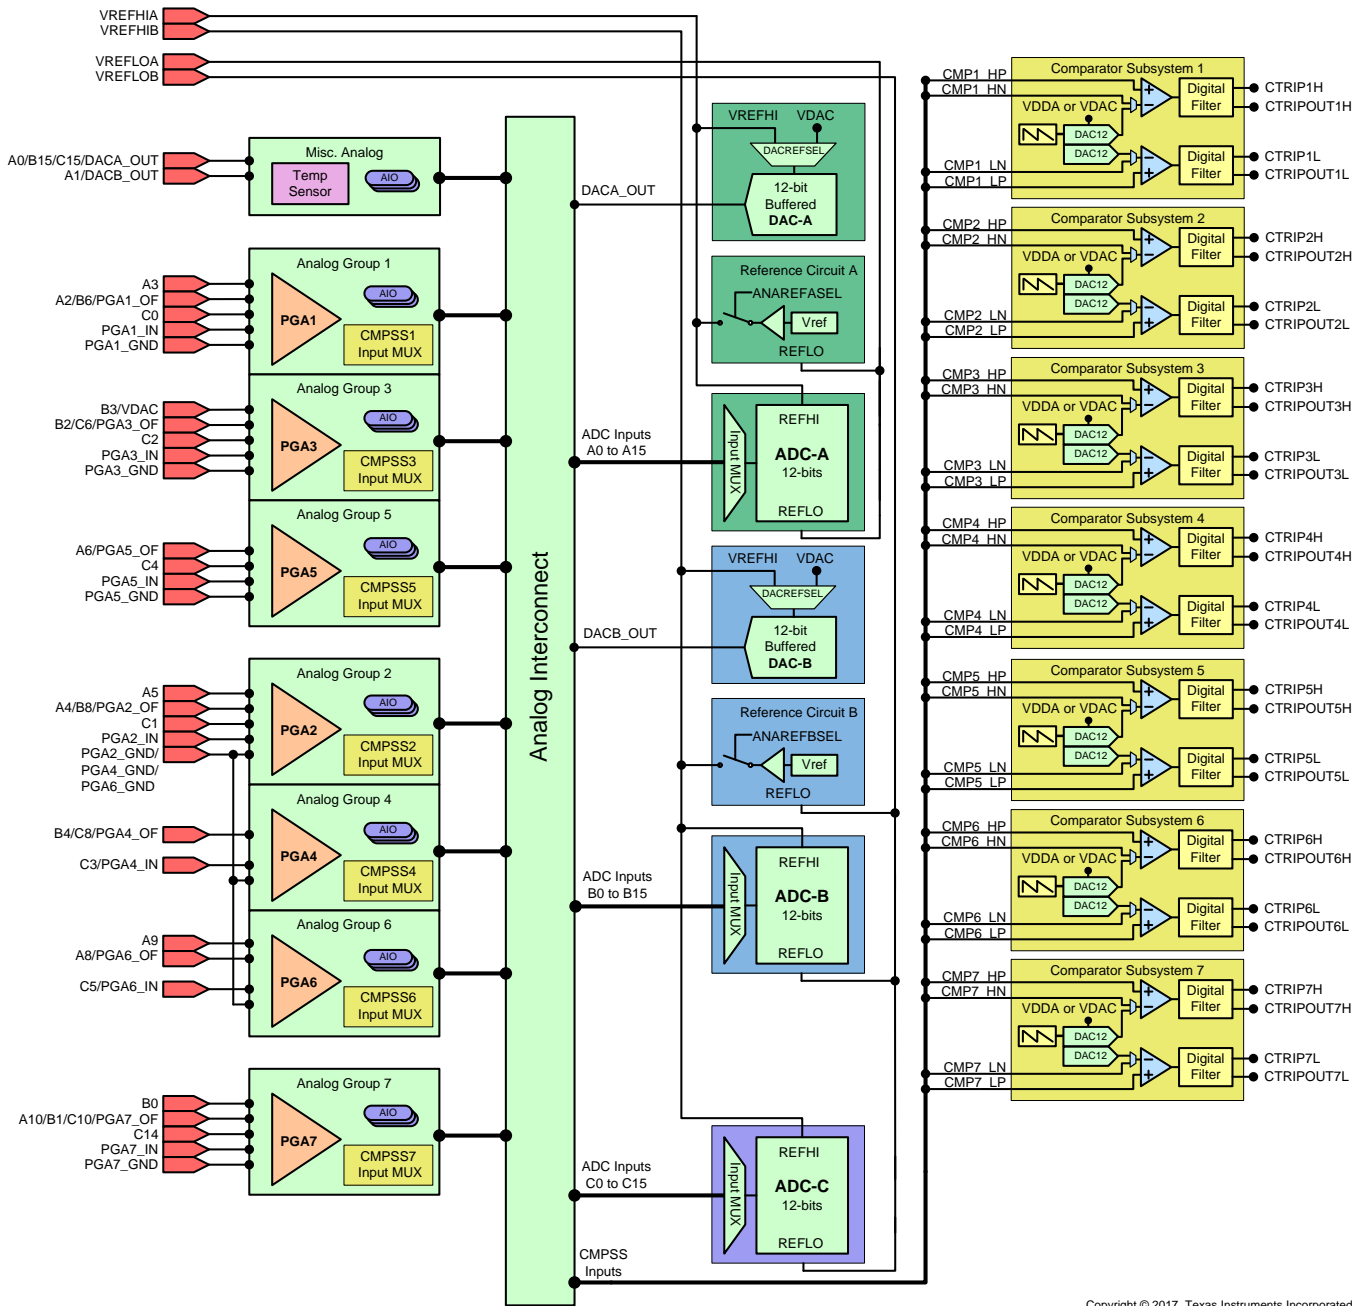 VREFHIA
VREFHIB
VREFLOA
VREFLOB
A0/B15/C15/DACA_OUT
A1/DACB_OUT
Misc. Analog
Temp
Sensor
AIO
Analog Group 1
A3
A2/B6/PGA1_OF
C0
PGA1_IN
PGA1_GND
PGA1
AIO
CMPSS1
Input MUX
Analog Group 3
B3/VDAC
B2/C6/PGA3_OF
C2
PGA3_IN
PGA3_GND
PGA3
AIO
CMPSS3
Input MUX
Analog Group 5
A6/PGA5_OF
C4
PGA5_IN
PGA5_GND
PGA5
AIO
CMPSS5
Input MUX
Analog Group 2
A5
A4/B8/PGA2_OF
C1
PGA2_IN
PGA2_GND/
PGA4_GND/
PGA6_GND
PGA2
AIO
CMPSS2
Input MUX
Analog Group 4
B4/C8/PGA4_OF
C3/PGA4_IN
PGA4
AIO
CMPSS4
Input MUX
Analog Group 6
A9
A8/PGA6_OF
C5/PGA6_IN
PGA6
AIO
CMPSS6
Input MUX
Analog Group 7
B0
A10/B1/C10/PGA7_OF
C14
PGA7_IN
PGA7_GND
PGA7
AIO
CMPSS7
Input MUX
Analog Interconnect
DACA_OUT
VREFHI
VDAC
DACREFSEL
12-bit
Buffered
DAC-A
Reference Circuit A
ANAREFASEL
Vref
REFLO
ADC Inputs
A0 to A15
Input MUX
REFHI
ADC-A
12-bits
REFLO
DACB_OUT
VREFHI
VDAC
DACREFSEL
12-bit
Buffered
DAC-B
Reference Circuit B
ANAREFBSEL
Vref
REFLO
ADC Inputs
B0 to B15
Input MUX
REFHI
ADC-B
12-bits
REFLO
ADC Inputs
C0 to C15
Input MUX
REFHI
ADC-C
12-bits
REFLO
CMPSS
Inputs
Comparator Subsystem 1
CMP1_HP
CMP1_HN
VDDA or VDAC
DAC12
DAC12
CMP1_LN
CMP1_LP
Digital
Filter
Digital
Filter
CTRIP1H
CTRIPOUT1H
CTRIP1L
CTRIPOUT1L
Comparator Subsystem 2
CMP2_HP
CMP2_HN
VDDA or VDAC
DAC12
DAC12
CMP2_LN
CMP2_LP
Digital
Filter
Digital
Filter
CTRIP2H
CTRIPOUT2H
CTRIP2L
CTRIPOUT2L
Comparator Subsystem 3
CMP3_HP
CMP3_HN
VDDA or VDAC
DAC12
DAC12
CMP3_LN
CMP3_LP
Digital
Filter
Digital
Filter
CTRIP3H
CTRIPOUT3H
CTRIP3L
CTRIPOUT3L
Comparator Subsystem 4
CMP4_HP
CMP4_HN
VDDA or VDAC
DAC12
DAC12
CMP4_LN
CMP4_LP
Digital
Filter
Digital
Filter
CTRIP4H
CTRIPOUT4H
CTRIP4L
CTRIPOUT4L
Comparator Subsystem 5
CMP5_HP
CMP5_HN
VDDA or VDAC
DAC12
DAC12
CMP5_LN
CMP5_LP
Digital
Filter
Digital
Filter
CTRIP5H
CTRIPOUT5H
CTRIP5L
CTRIPOUT5L
Comparator Subsystem 6
CMP6_HP
CMP6_HN
VDDA or VDAC
DAC12
DAC12
CMP6_LN
CMP6_LP
Digital
Filter
Digital
Filter
CTRIP6H
CTRIPOUT6H
CTRIP6L
CTRIPOUT6L
Comparator Subsystem 7
CMP7_HP
CMP7_HN
VDDA or VDAC
DAC12
DAC12
CMP7_LN
CMP7_LP
Digital
Filter
Digital
Filter
CTRIP7H
CTRIPOUT7H
CTRIP7L
CTRIPOUT7L
Copyright © 2017, Texas Instruments Incorporated